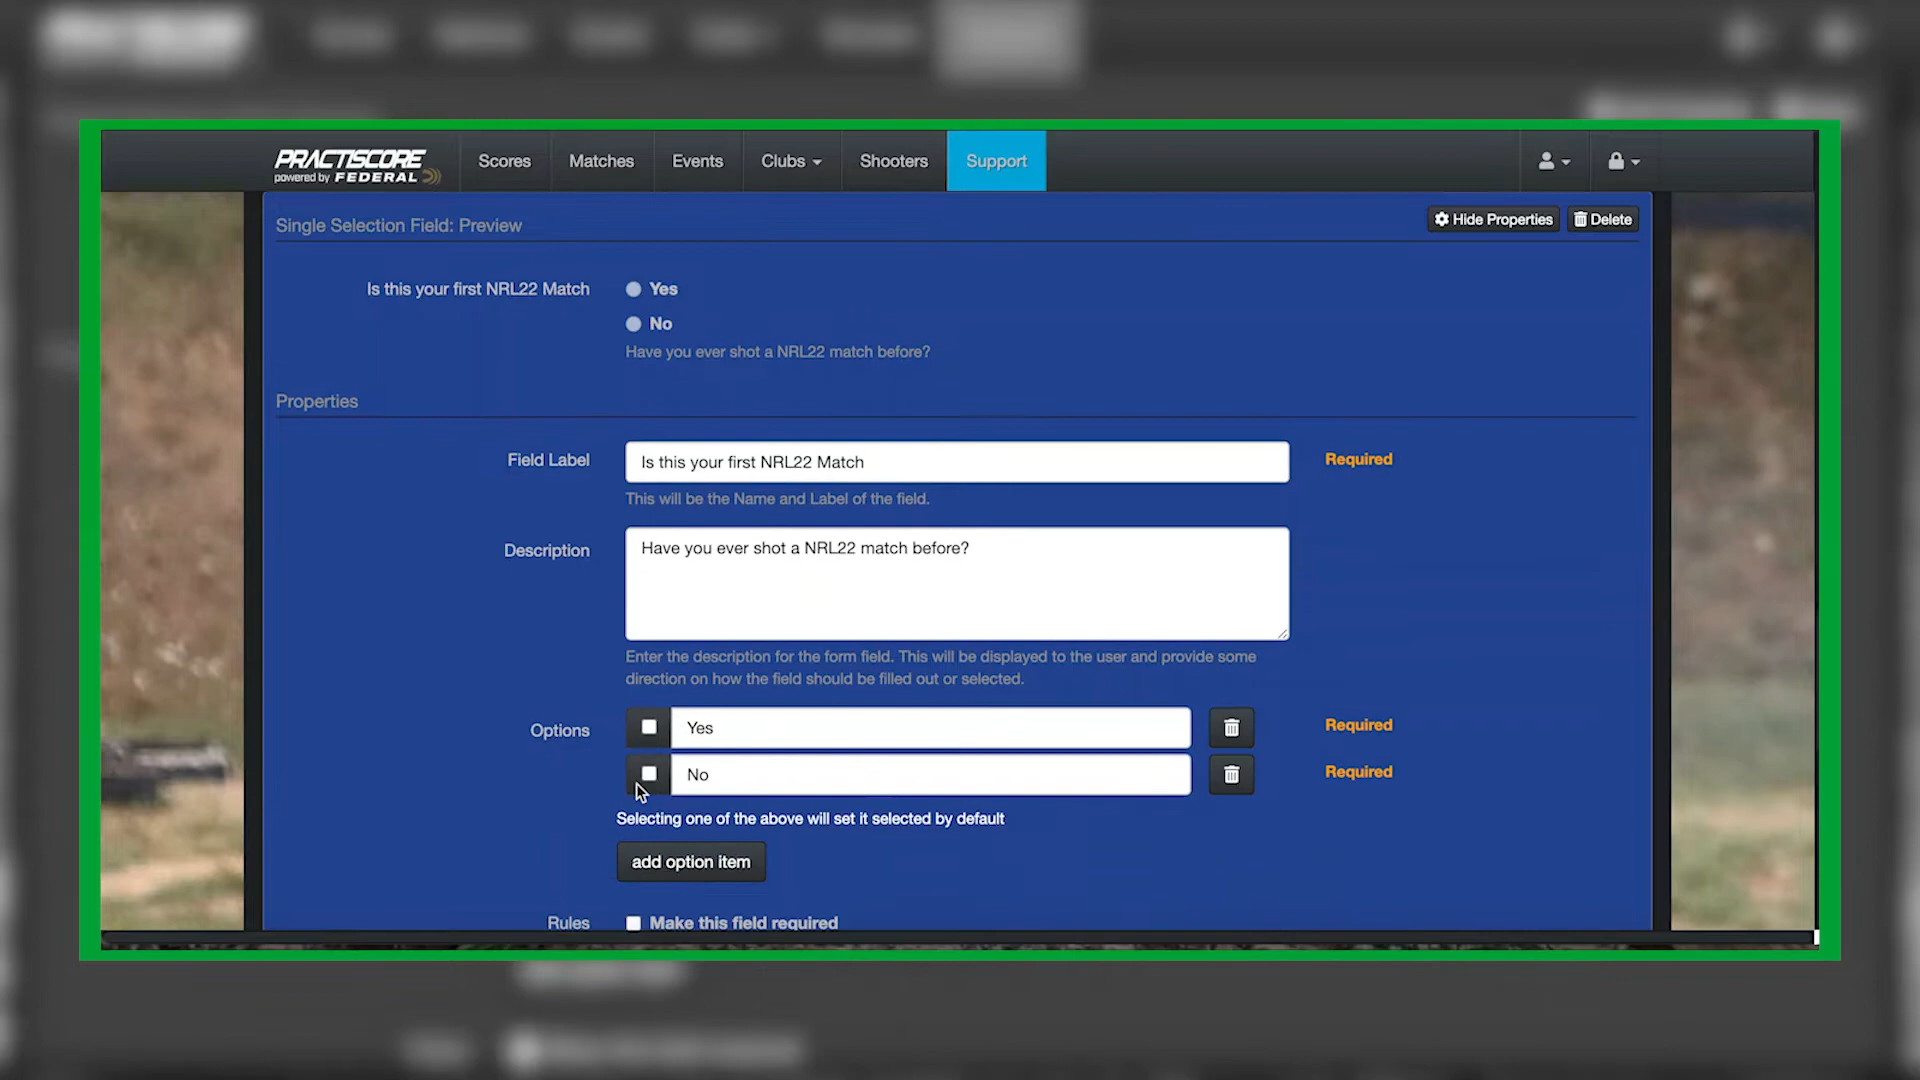 PRACTISCORE
powered by FEDERAL
Scores
Matches
Events
Clubs
Shooters
Support
Single Selection Field: Preview
Hide Properties
Delete
Is this your first NRL22 Match
Yes
No
Have you ever shot a NRL22 match before?
Properties
Field Label
Is this your first NRL22 Match
Required
This will be the Name and Label of the field.
Description
Have you ever shot a NRL22 match before?
Enter the description for the form field. This will be displayed to the user and provide some
direction on how the field should be filled out or selected.
Options
Yes
Required
No
Required
Selecting one of the above will set it selected by default
add option item
Rules
Make this field required